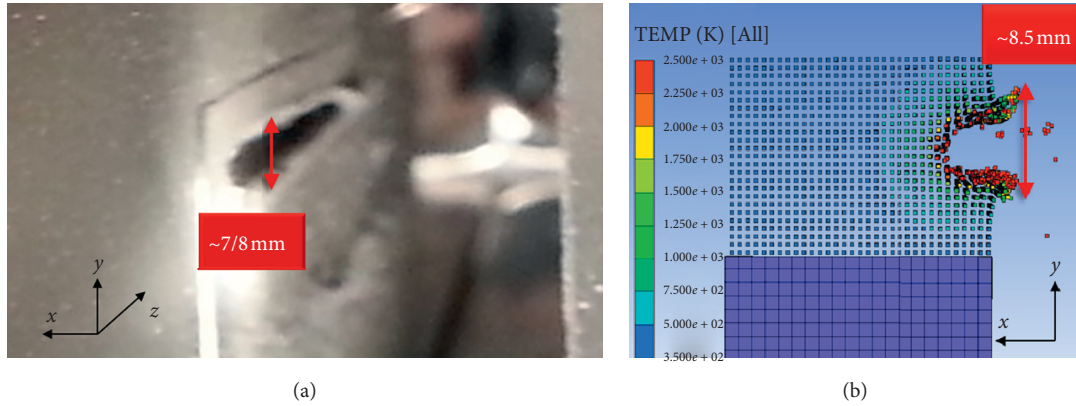 ~7/8 mm
y
x
z
(a)
TEMP (K) [All]
2.500e + 03
2.250e + 03
2.000e + 03
1.750e + 03
1.500e + 03
1.250e + 03
1.000e + 03
7.500e + 02
5.000e + 02
3.500e + 02
~8.5 mm
y
x
(b)